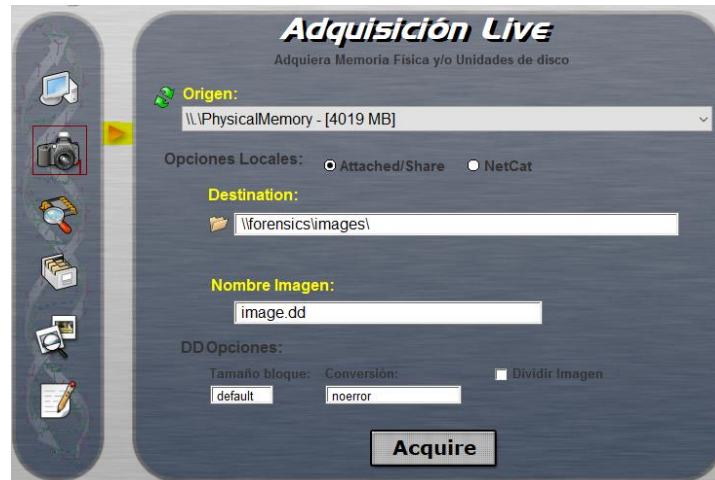 Adquisición Live
Adquiera Memoria Física y/o Unidades de disco
Origen:
\\.\PhysicalMemory - [4019 MB]
Opciones Locales: Attached/Share NetCat
Destination:
\\forensics\images\
Nombre Imagen:
image.dd
DD Opciones:
Tamaño bloque: Conversión: Dividir Imagen
default noerror
Acquire